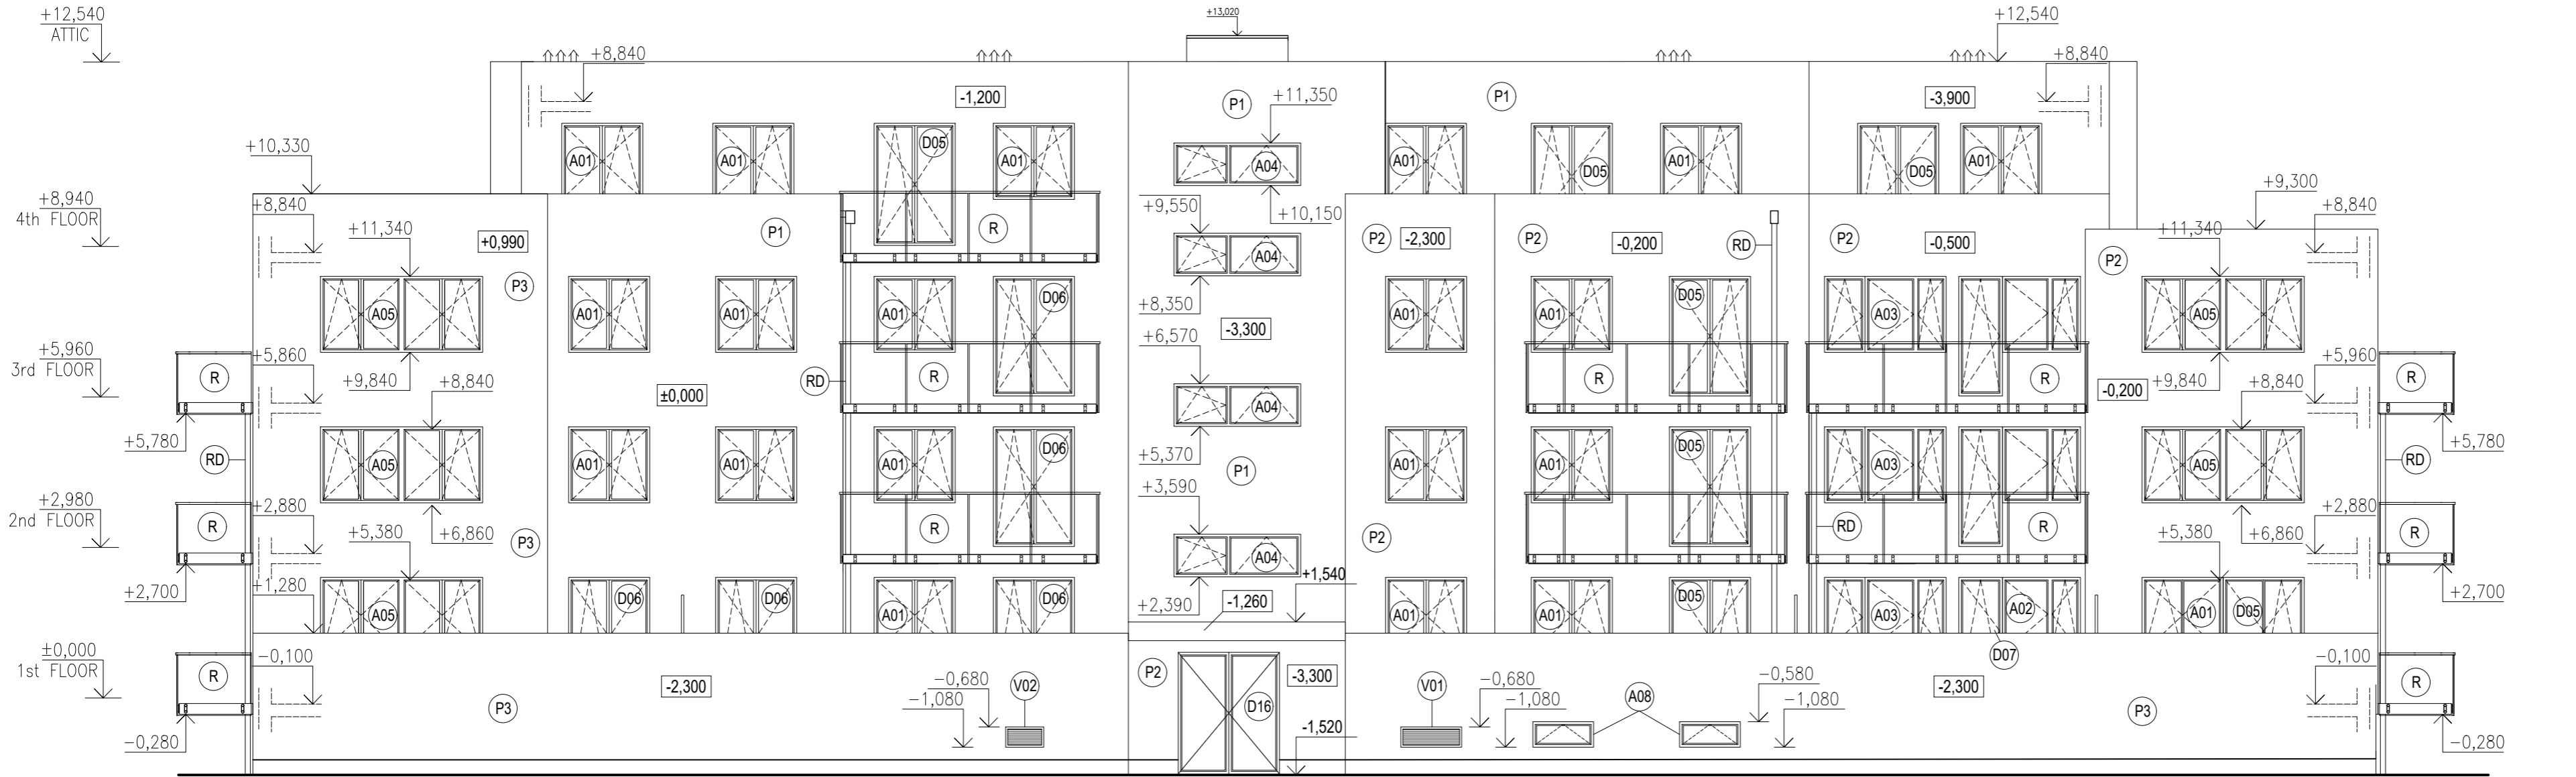 +12,540
ATTIC
+13,020
+12,540
+8,840
+8,840
-1,200
P1
P1
-3,900
+11,350
+10,330
A01
A01
D05
A01
A04
A01
D05
A01
D05
A01
+8,940
4th FLOOR
+8,840
+9,300
+9,550
+10,150
+8,840
+11,340
+0,990
P1
R
P2
-2,300
P2
-0,200
RD
P2
-0,500
+11,340
P2
A04
P3
+8,350
A05
A01
A01
A01
D06
A01
A01
D05
A03
A05
-3,300
+5,960
3rd FLOOR
+5,860
+6,570
+5,960
R
+9,840
+8,840
±0,000
RD
R
R
R
-0,200
+9,840
+8,840
R
A04
+5,780
+5,780
RD
A05
A01
A01
A01
D06
+5,370
P1
A01
A01
D05
A03
A05
RD
+2,980
2nd FLOOR
+2,880
+3,590
+2,880
R
+5,380
+6,860
P3
R
P2
RD
R
+5,380
+6,860
R
A04
+2,700
+1,280
+2,390
+1,540
+2,700
-1,260
A05
D06
D06
A01
D06
A01
A01
D05
A03
A02
A01
D05
±0,000
1st FLOOR
-0,100
D07
-0,100
R
P2
-3,300
R
-2,300
-0,680
V02
V01
-0,680
A08
-0,580
-2,300
-1,080
-1,080
-1,080
P3
D16
P3
-0,280
-1,520
-0,280